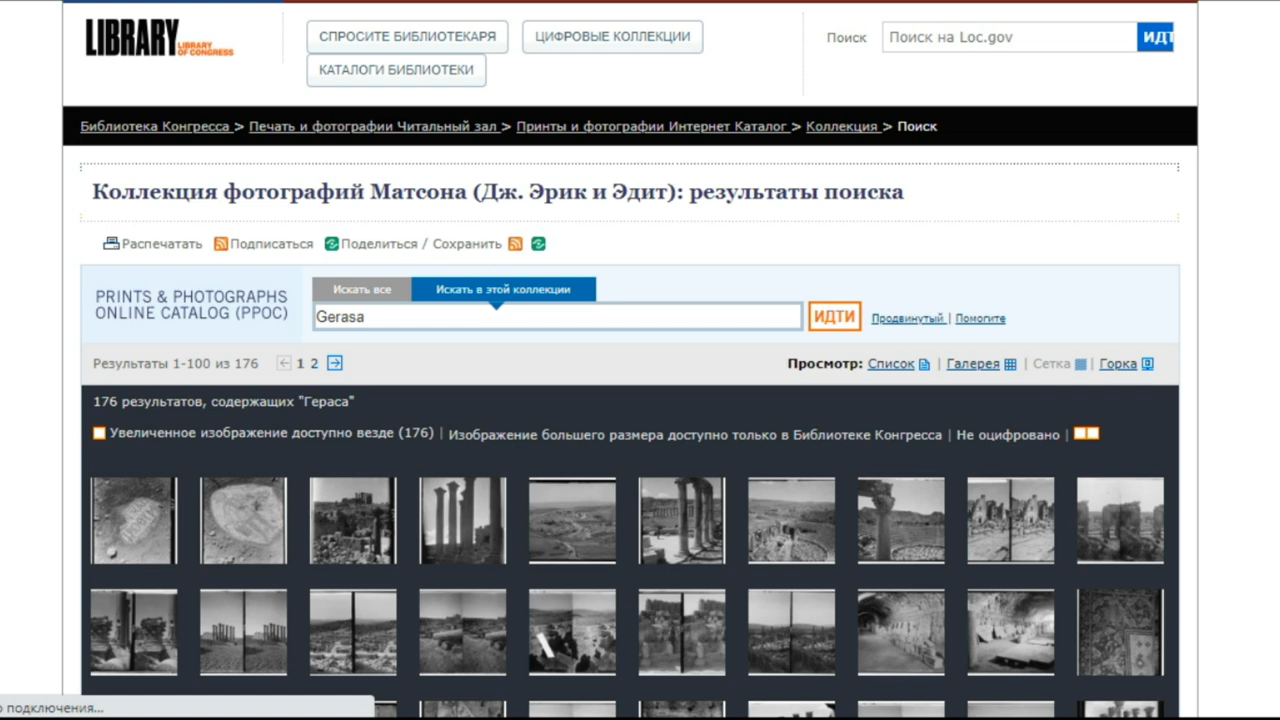 LIBRARY
LIBRARY
OF CONGRESS
СПРОСИТЕ БИБЛИОТЕКАРЯ
ЦИФРОВЫЕ КОЛЛЕКЦИИ
КАТАЛОГИ БИБЛИОТЕКИ
Поиск
Поиск на Loc.gov
ИДТ
Библиотека Конгресса > Печать и фотографии Читальный зал > Принты и фотографии Интернет Каталог > Коллекция > Поиск
Коллекция фотографий Матсона (Дж. Эрик и Эдит): результаты поиска
Распечатать Подписаться Поделиться / Сохранить
PRINTS & PHOTOGRAPHS
ONLINE CATALOG (PPOC)
Искать все
Искать в этой коллекции
Gerasa
ИДТИ
Продвинутый | Помогите
Результаты 1-100 из 176 1 2
Просмотр: Список | Галерея | Сетка | Горка
176 результатов, содержащих "Гераса"
Увеличенное изображение доступно везде (176) | Изображение большего размера доступно только в Библиотеке Конгресса | Не оцифровано |
о подключения...